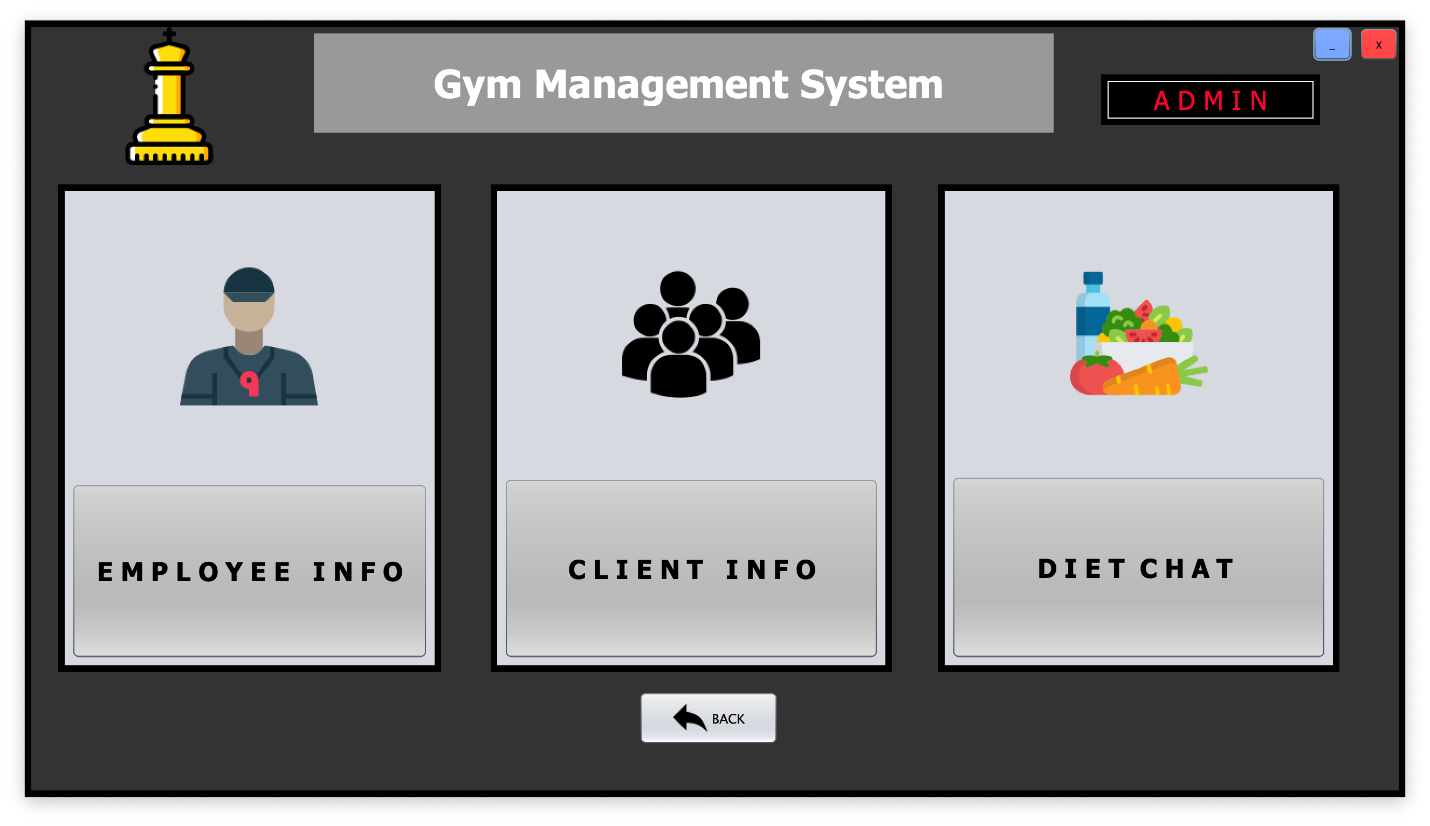 _ x
Gym Management System
ADMIN
EMPLOYEE INFO
CLIENT INFO
DIET CHAT
BACK